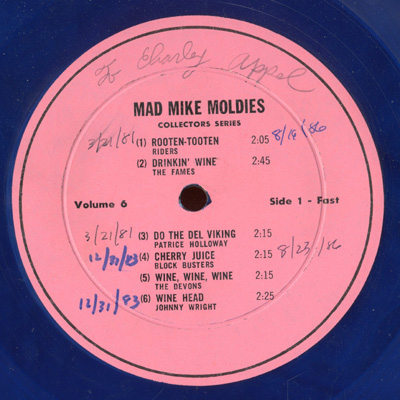 To Charley Appel
MAD MIKE MOLDIES
COLLECTORS SERIES
3/21/81 (1) ROOTEN-TOOTEN 2:05 8/16/86
RIDERS
(2) DRINKIN' WINE 2:45
THE FAMES
Volume 6 Side 1 - Fast
3/21/81 (3) DO THE DEL VIKING 2:15
PATRICE HOLLOWAY
12/31/83 (4) CHERRY JUICE 2:15 8/23/86
BLOCK BUSTERS
(5) WINE, WINE, WINE 2:15
THE DEVONS
12/31/83 (6) WINE HEAD 2:25
JOHNNY WRIGHT